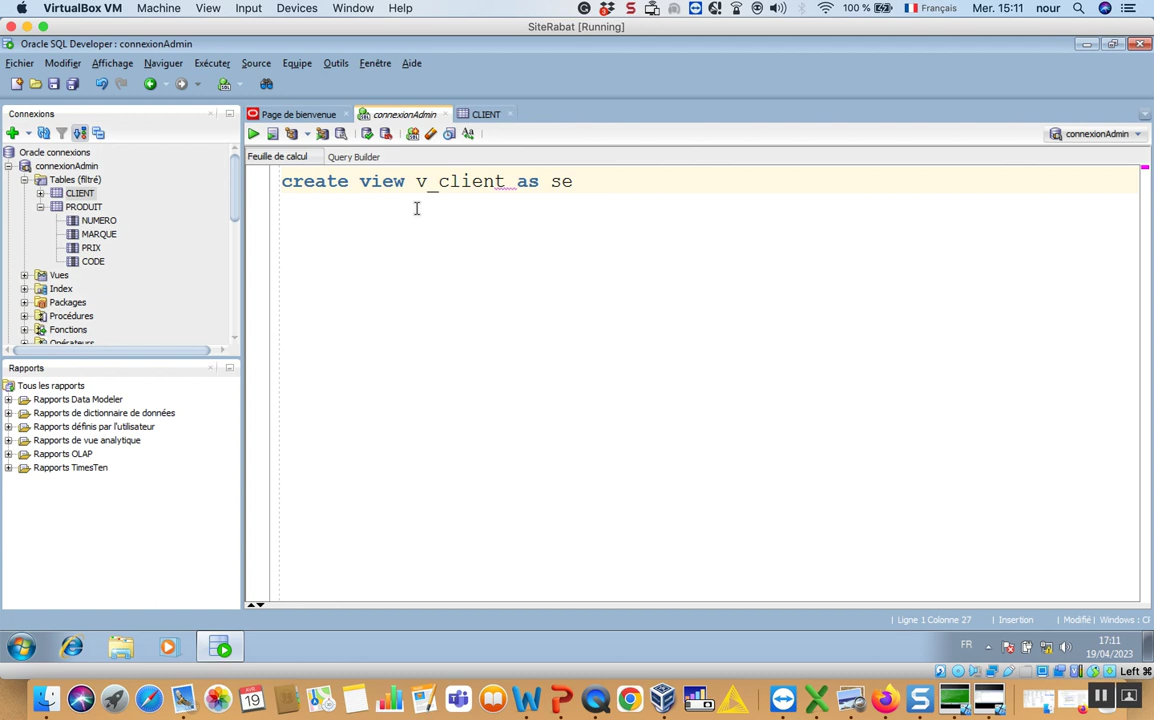 VirtualBox VM Machine View Input Devices Window Help 100 % Français Mer. 15:11 nour
SiteRabat [Running]
Oracle SQL Developer : connexionAdmin
Fichier Modifier Affichage Naviguer Exécuter Source Equipe Outils Fenêtre Aide
Connexions
Page de bienvenue connexionAdmin CLIENT
connexionAdmin
Feuille de calcul Query Builder
Oracle connexions
connexionAdmin
Tables (filtré)
CLIENT
PRODUIT
NUMERO
MARQUE
PRIX
CODE
Vues
Index
Packages
Procédures
Fonctions
Opérateurs
create view v_client as se
Rapports
Tous les rapports
Rapports Data Modeler
Rapports de dictionnaire de données
Rapports définis par l'utilisateur
Rapports de vue analytique
Rapports OLAP
Rapports TimesTen
Ligne 1 Colonne 27 Insertion Modifié Windows : Cl
FR 17:11
19/04/2023
Left ⌘
AVR
19